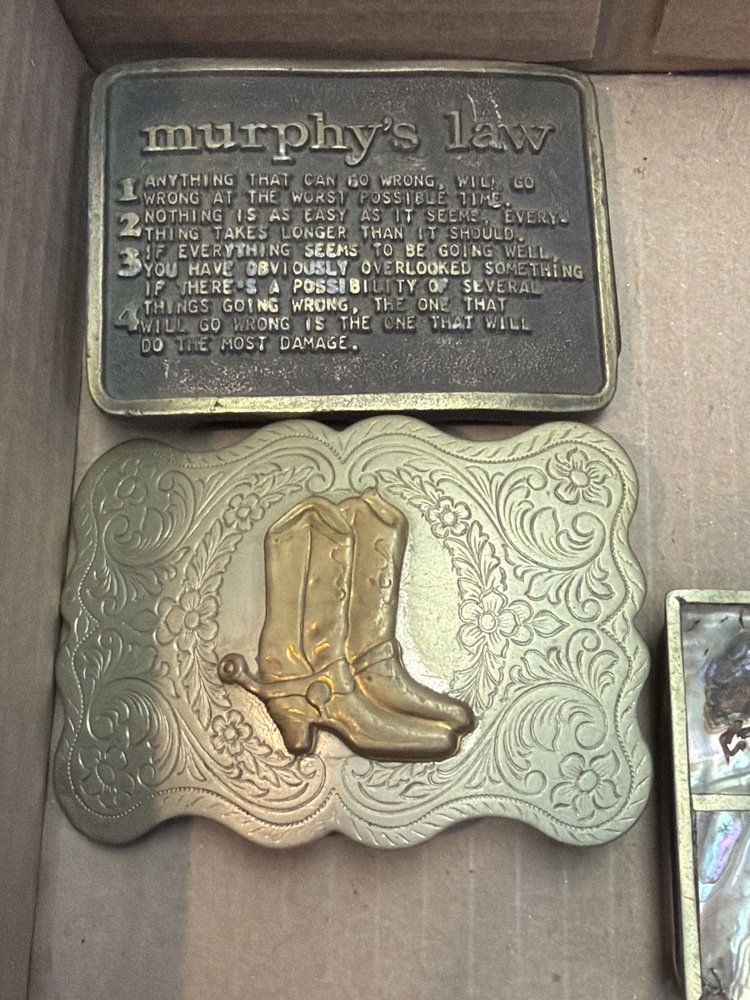 murphy's law
1 ANYTHING THAT CAN GO WRONG, WILL GO
WRONG AT THE WORST POSSIBLE TIME.
2 NOTHING IS AS EASY AS IT SEEMS, EVERY-
THING TAKES LONGER THAN IT SHOULD.
3 IF EVERYTHING SEEMS TO BE GOING WELL,
YOU HAVE OBVIOUSLY OVERLOOKED SOMETHING
IF THERE'S A POSSIBILITY OF SEVERAL
4 THINGS GOING WRONG, THE ONE THAT
WILL GO WRONG IS THE ONE THAT WILL
DO THE MOST DAMAGE.